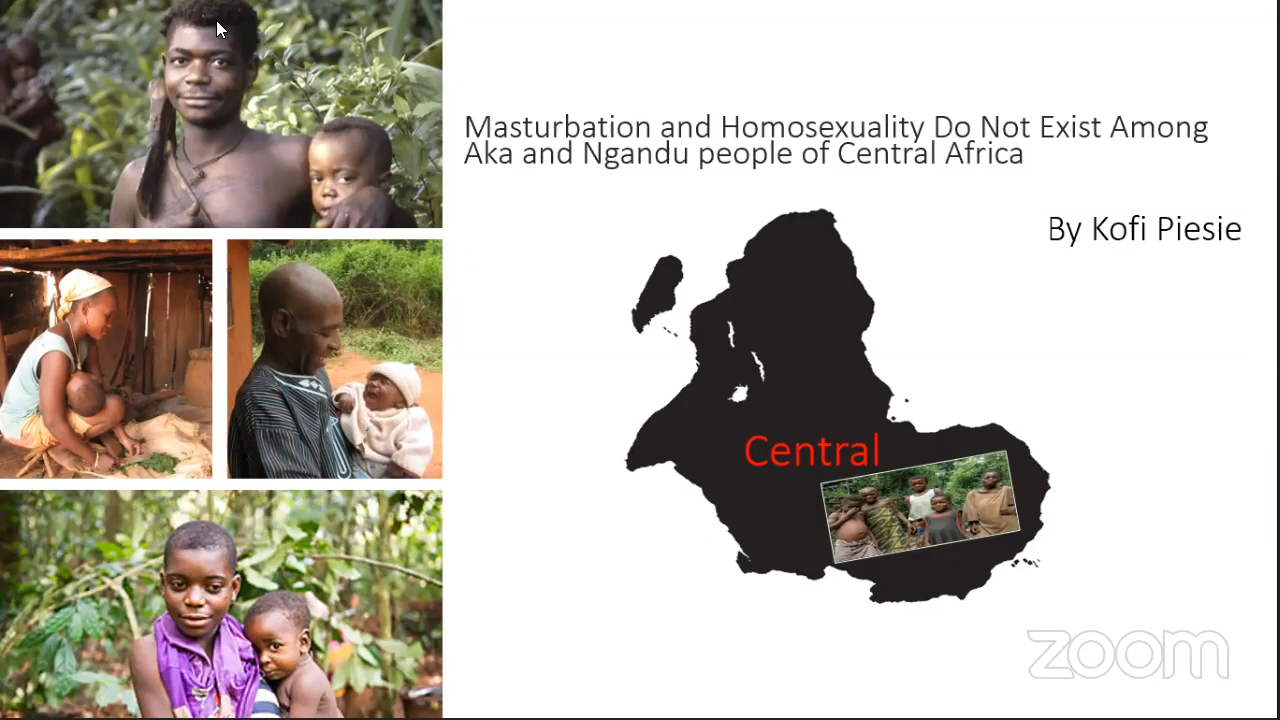 Masturbation and Homosexuality Do Not Exist Among
Aka and Ngandu people of Central Africa
By Kofi Piesie
Central
zoom